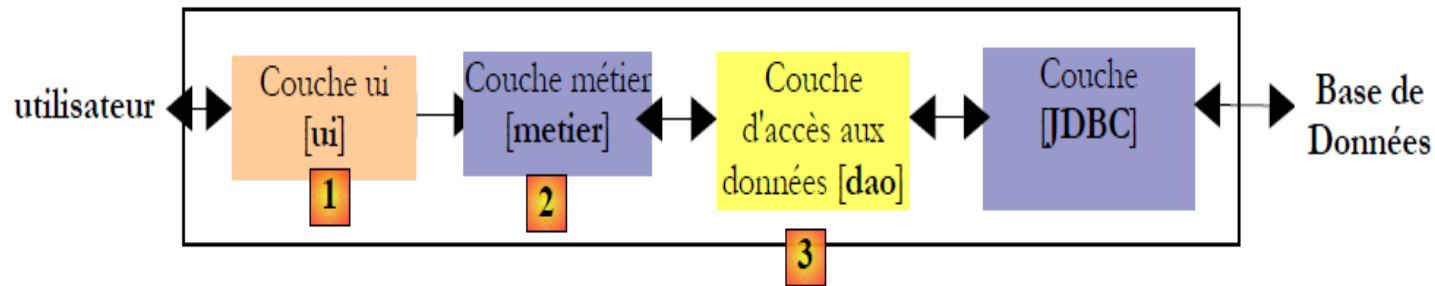 utilisateur
Couche ui
[ui]
1
Couche métier
[metier]
2
Couche
d'accès aux
données [dao]
3
Couche
[JDBC]
Base de
Données